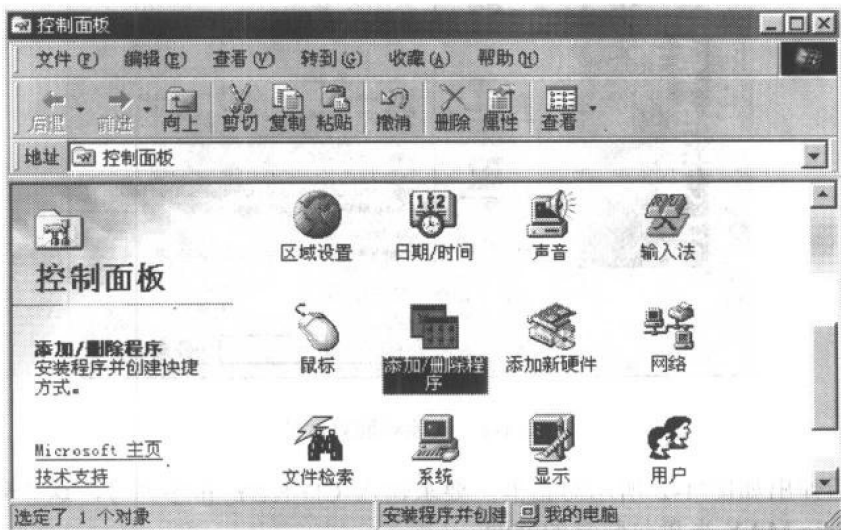 控制面板
文件(F) 编辑(E) 查看(V) 转到(G) 收藏(A) 帮助(H)
后退 前进 向上 剪切 复制 粘贴 撤消 删除 属性 查看
地址 控制面板
控制面板
添加/删除程序
安装程序并创建快捷
方式。
Microsoft 主页
技术支持
区域设置 日期/时间 声音 输入法
鼠标 添加/删除程
序 添加新硬件 网络
文件检索 系统 显示 用户
选定了 1 个对象 安装程序并创建 我的电脑